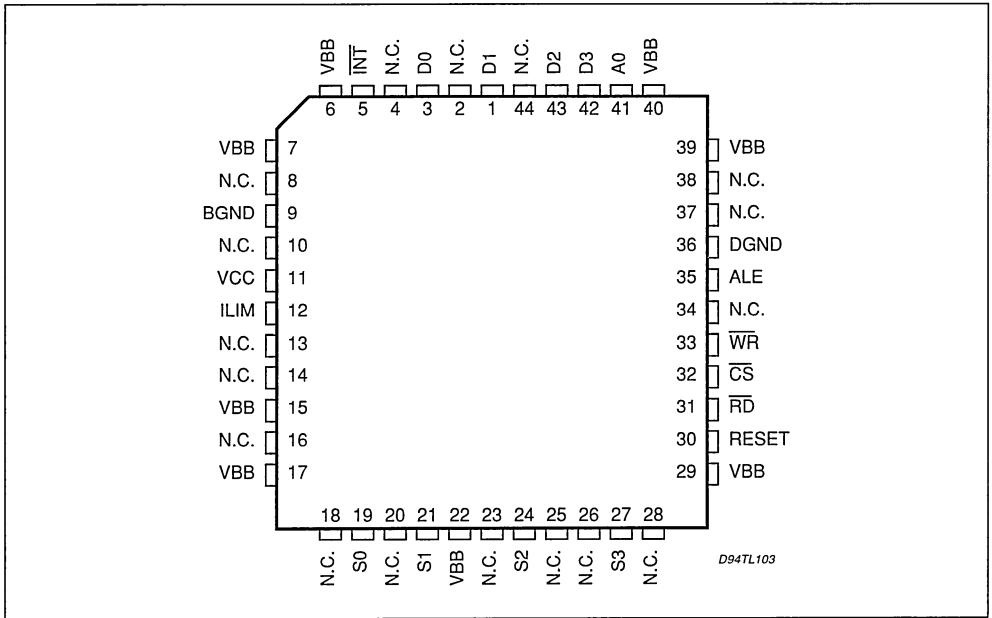 VBB INT N.C. D0 N.C. D1 N.C. D2 D3 A0 VBB
6 5 4 3 2 1 44 43 42 41 40
VBB 7 39 VBB
N.C. 8 38 N.C.
BGND 9 37 N.C.
N.C. 10 36 DGND
VCC 11 35 ALE
ILIM 12 34 N.C.
N.C. 13 33 WR
N.C. 14 32 CS
VBB 15 31 RD
N.C. 16 30 RESET
VBB 17 29 VBB
18 19 20 21 22 23 24 25 26 27 28
N.C. S0 N.C. S1 VBB N.C. S2 N.C. N.C. S3 N.C.
D94TL103